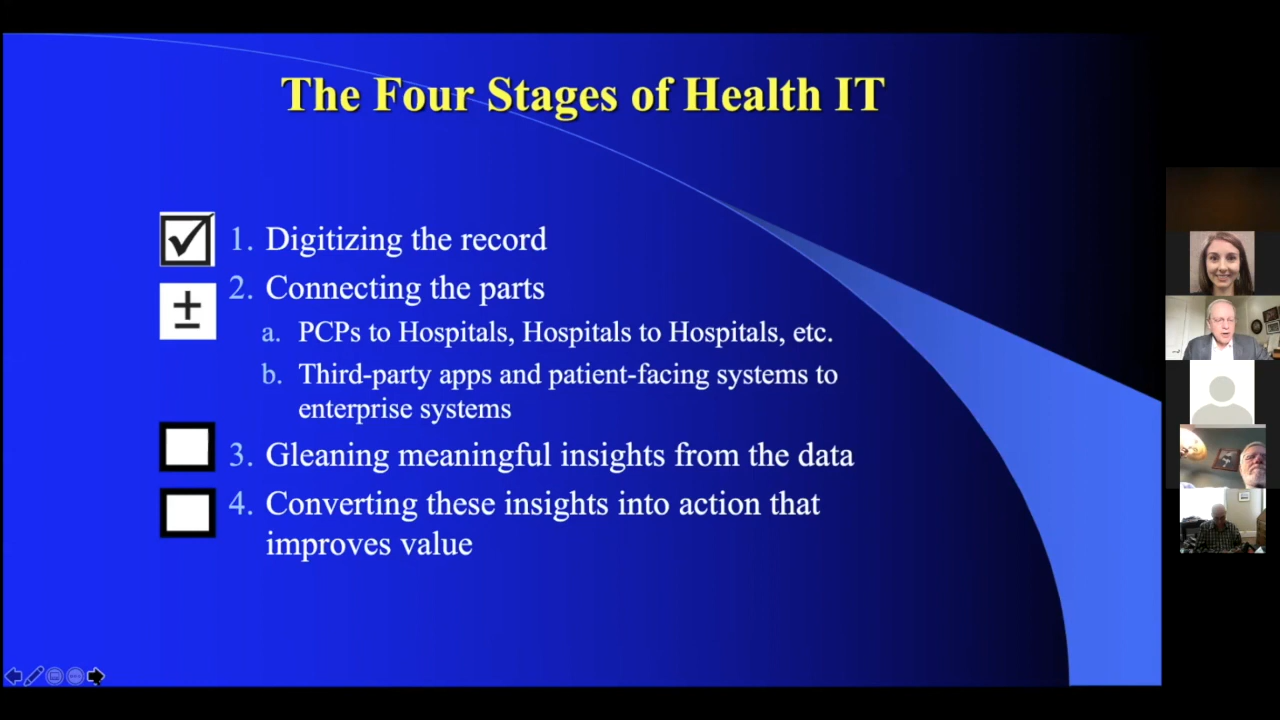 The Four Stages of Health IT
1. Digitizing the record
± 2. Connecting the parts
a. PCPs to Hospitals, Hospitals to Hospitals, etc.
b. Third-party apps and patient-facing systems to
enterprise systems
3. Gleaning meaningful insights from the data
4. Converting these insights into action that
improves value